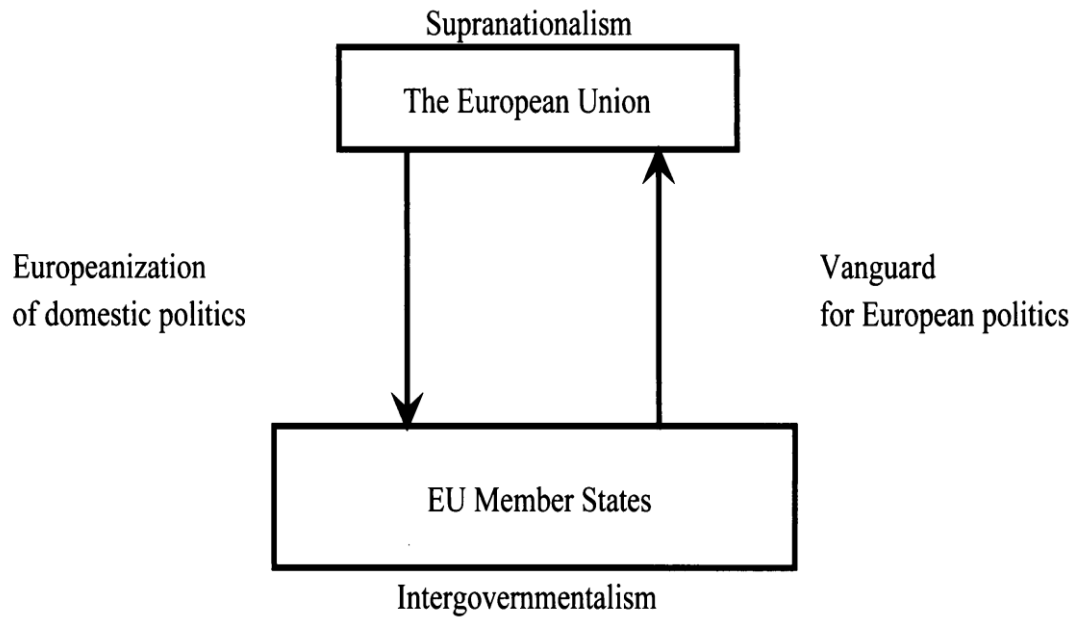 Supranationalism
The European Union
Europeanization
of domestic politics
Vanguard
for European politics
EU Member States
Intergovernmentalism